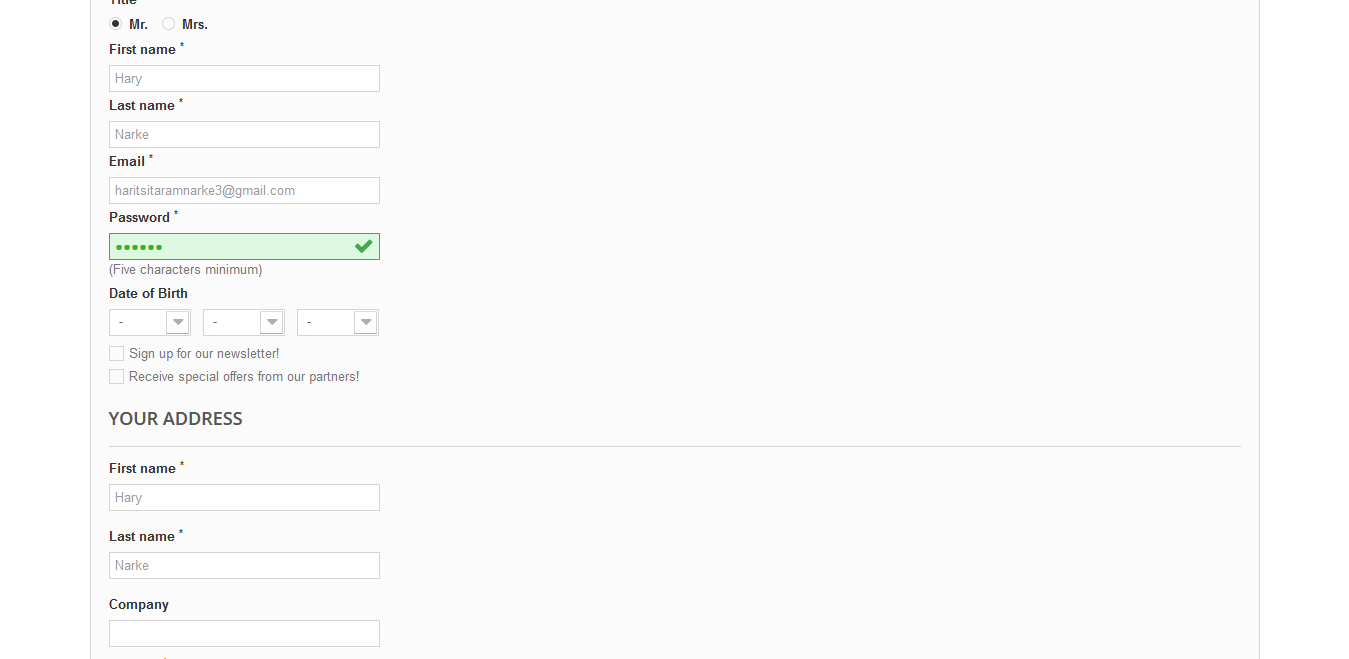 Title
Mr. Mrs.
First name *
Hary
Last name *
Narke
Email *
haritsitaramnarke3@gmail.com
Password *
••••••
(Five characters minimum)
Date of Birth
- - -
Sign up for our newsletter!
Receive special offers from our partners!
YOUR ADDRESS
First name *
Hary
Last name *
Narke
Company